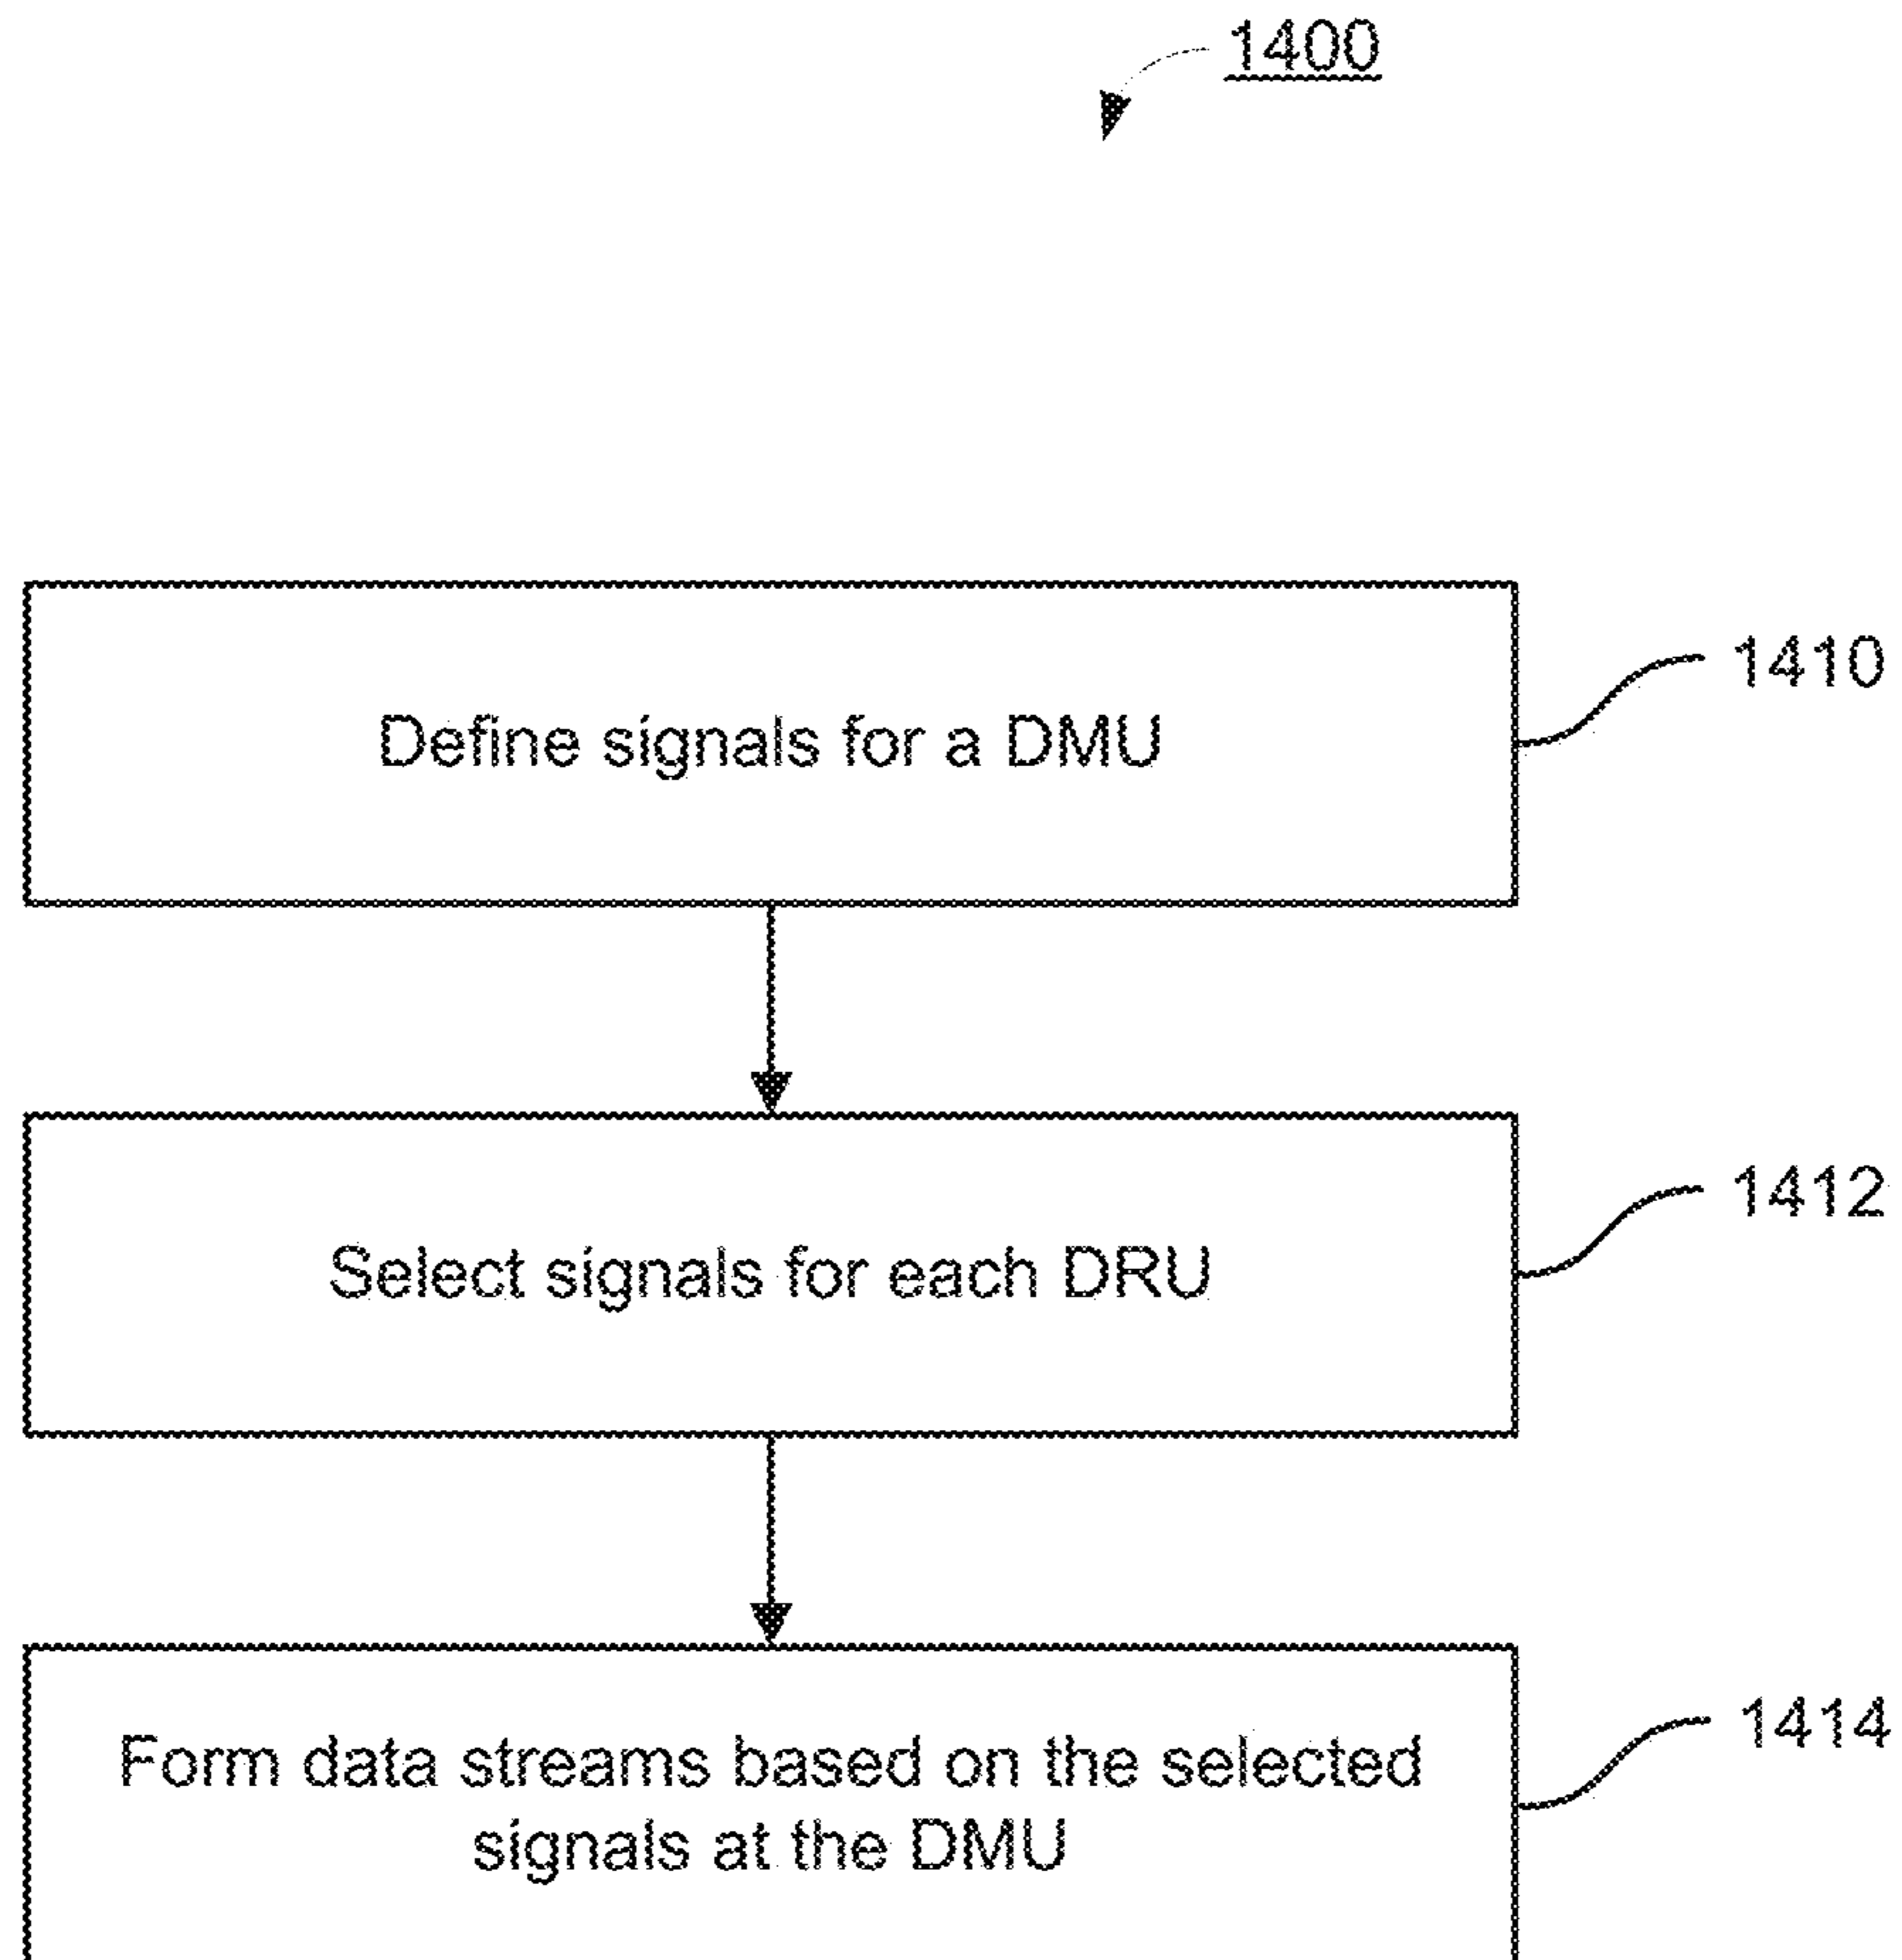 1400
Define signals for a DMU
1410
Select signals for each DRU
1412
Form data streams based on the selected
signals at the DMU
1414